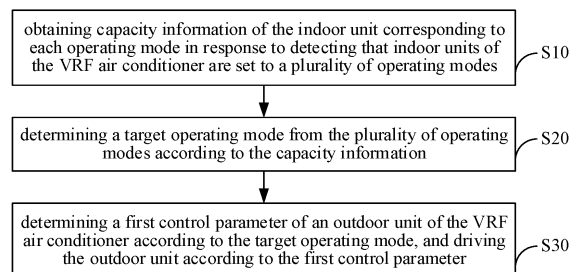 obtaining capacity information of the indoor unit corresponding to
each operating mode in response to detecting that indoor units of
the VRF air conditioner are set to a plurality of operating modes
S10
determining a target operating mode from the plurality of operating
modes according to the capacity information
S20
determining a first control parameter of an outdoor unit of the VRF
air conditioner according to the target operating mode, and driving
the outdoor unit according to the first control parameter
S30